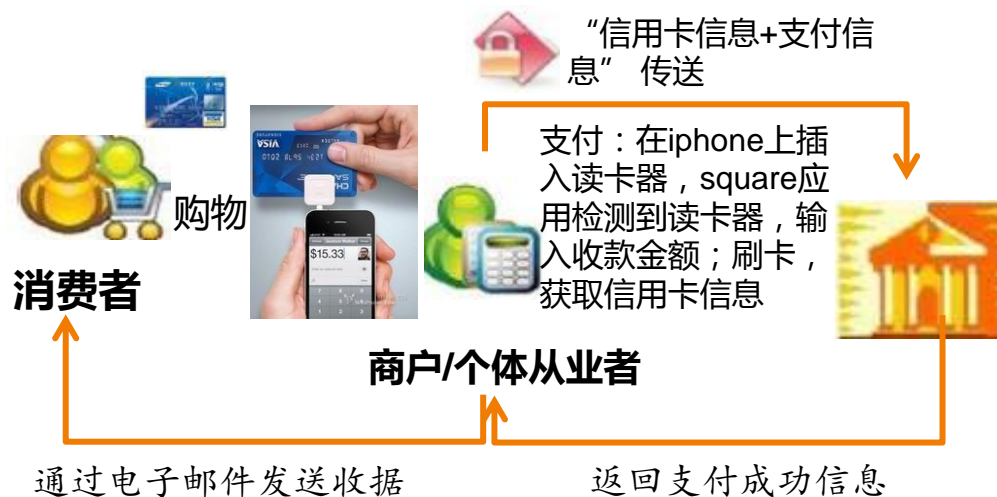 “信用卡信息+支付信
息” 传送
支付：在iphone上插
入读卡器，square应
用检测到读卡器，输
入收款金额；刷卡，
获取信用卡信息
购物
VISA
$15.33
消费者
商户/个体从业者
通过电子邮件发送收据
返回支付成功信息